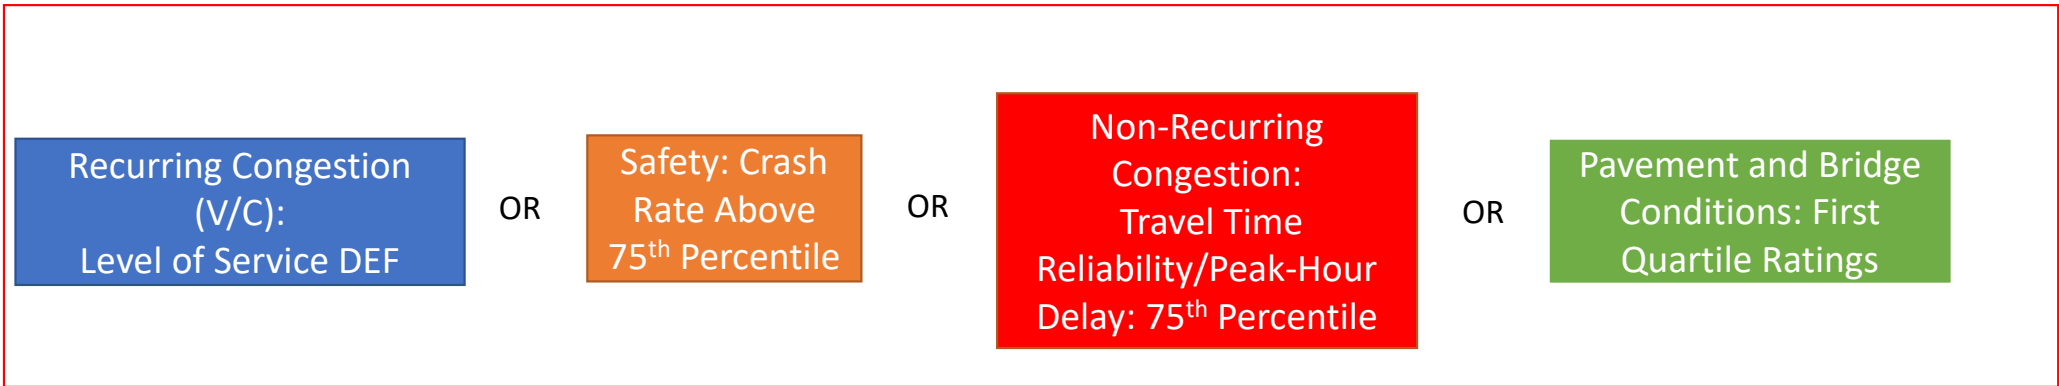 Recurring Congestion
(V/C):
Level of Service DEF
OR
Safety: Crash
Rate Above
75th Percentile
OR
Non-Recurring
Congestion:
Travel Time
Reliability/Peak-Hour
Delay: 75th Percentile
OR
Pavement and Bridge
Conditions: First
Quartile Ratings